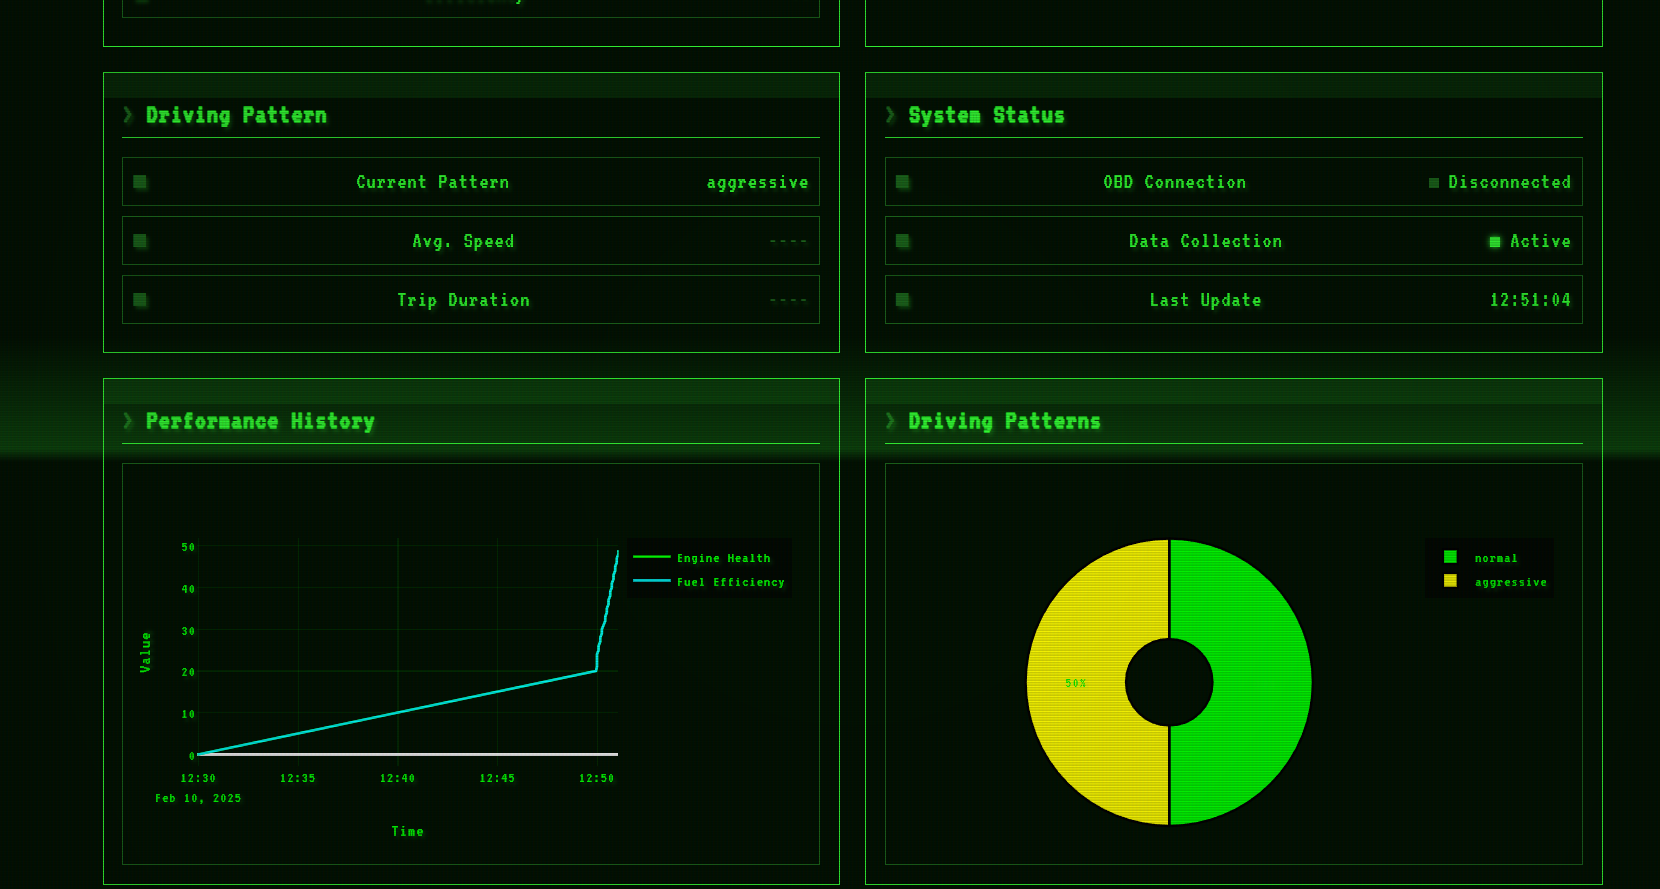 ❯ Driving Pattern
Current Pattern aggressive
Avg. Speed ----
Trip Duration ----
❯ System Status
OBD Connection Disconnected
Data Collection Active
Last Update 12:51:04
❯ Performance History
Engine Health
Fuel Efficiency
50
40
30
20
10
0
Value
12:30 12:35 12:40 12:45 12:50
Feb 10, 2025
Time
❯ Driving Patterns
normal
aggressive
50%